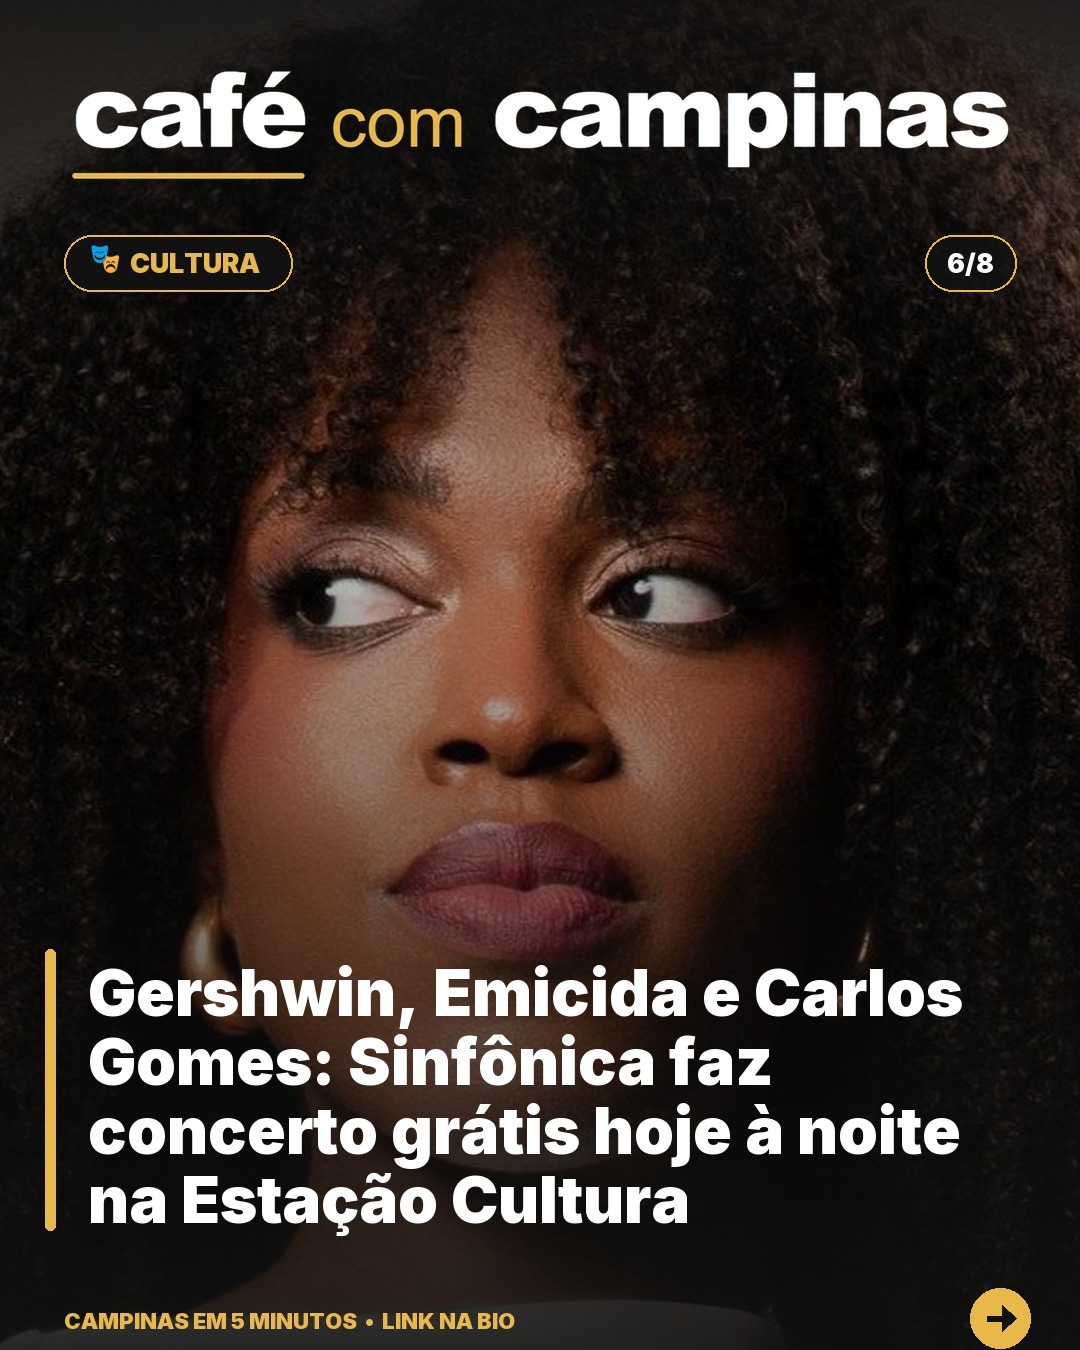 café com campinas
🎭 CULTURA
6/8
Gershwin, Emicida e Carlos
Gomes: Sinfônica faz
concerto grátis hoje à noite
na Estação Cultura
CAMPINAS EM 5 MINUTOS • LINK NA BIO